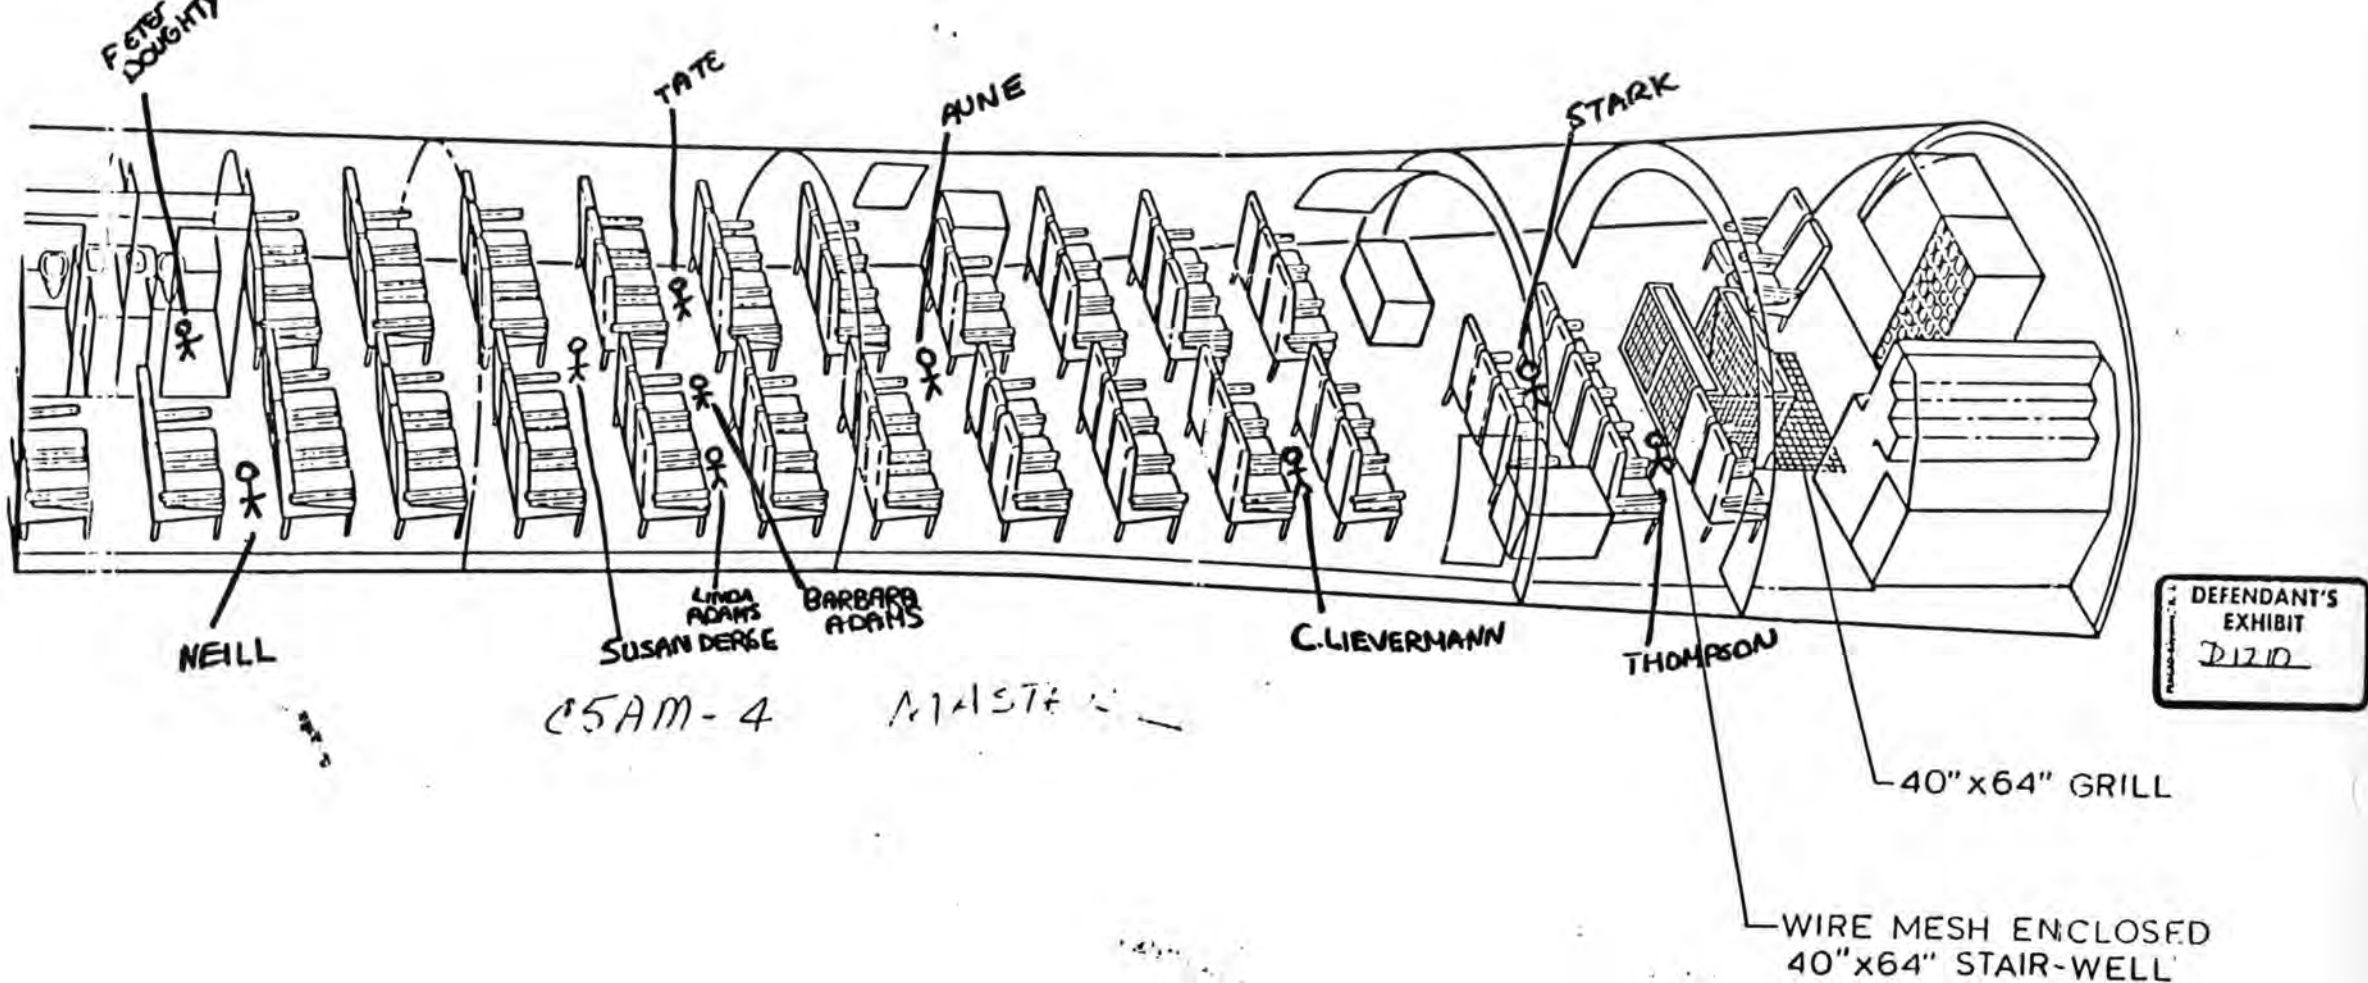 PETER
DOUGHTY
TATE
AUNE
STARK
NEILL
SUSAN DERGE
LINDA
ADAMS
BARBARA
ADAMS
C.LIEVERMANN
THOMPSON
C5AM-4
DEFENDANT'S
EXHIBIT
D1210
40"x64" GRILL
WIRE MESH ENCLOSED
40"x64" STAIR-WELL